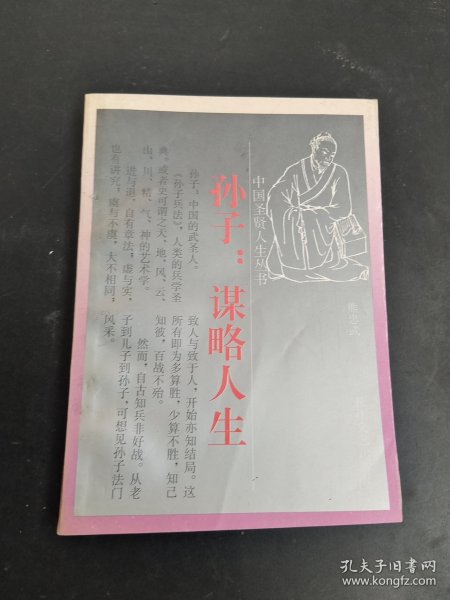 中国圣贤人生丛书
孙子：谋略人生
孙子，中国的武圣人。
《孙子兵法》，人类的兵学圣
典。或者更可谓之天、地、风、云、
山、川、精、气、神的艺术学。
进与退，自有章法，虚与实，
也有讲究，虞与不虞，大不相同，
致人与致于人，开始亦知结局。这
所有即为多算胜，少算不胜，知己
知彼，百战不殆。
然而，自古知兵非好战。从老
子到孔子到孙子，可想见孙子法门
风采。
孔夫子旧书网
www.kongfz.com